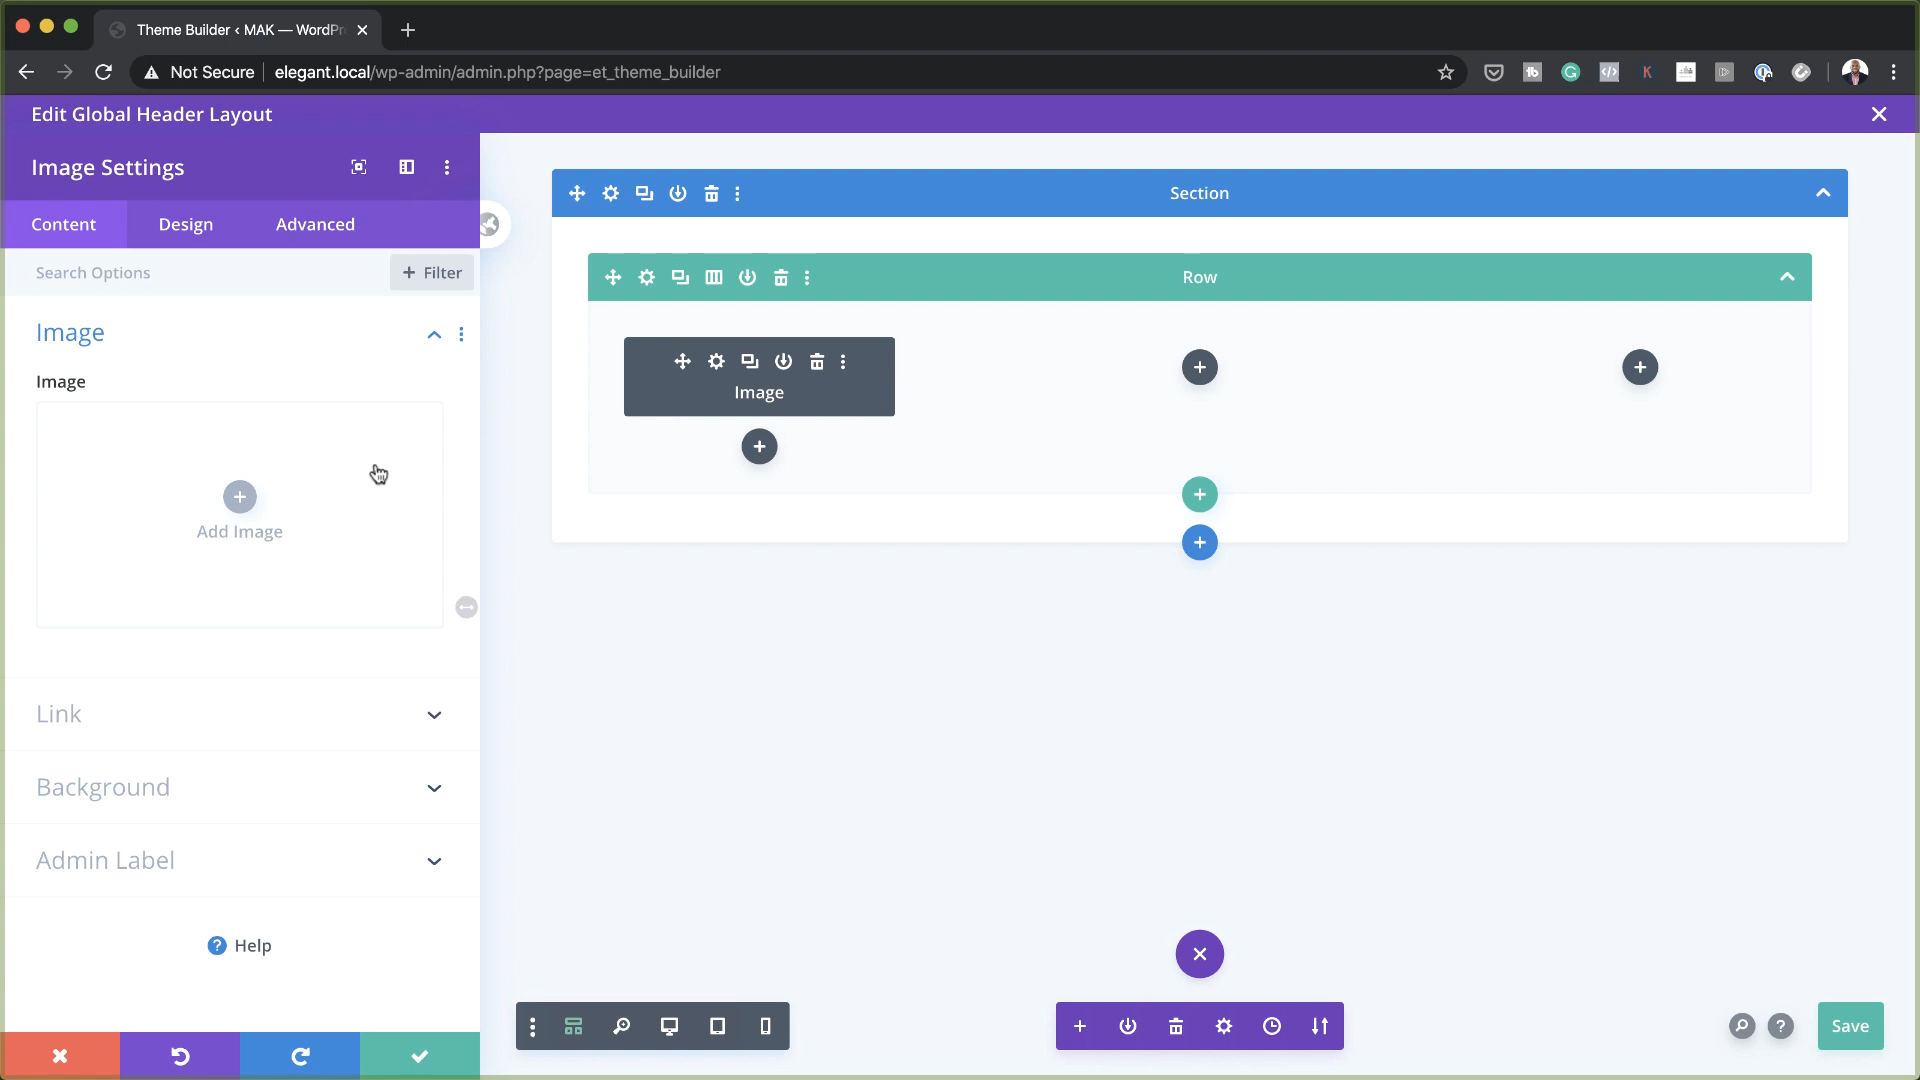 Theme Builder ‹ MAK — WordPr
Not Secure
elegant.local/wp-admin/admin.php?page=et_theme_builder
Edit Global Header Layout
Image Settings
Content
Design
Advanced
Search Options
+ Filter
Image
Image
Add Image
Link
Background
Admin Label
? Help
Section
Row
Image
Save